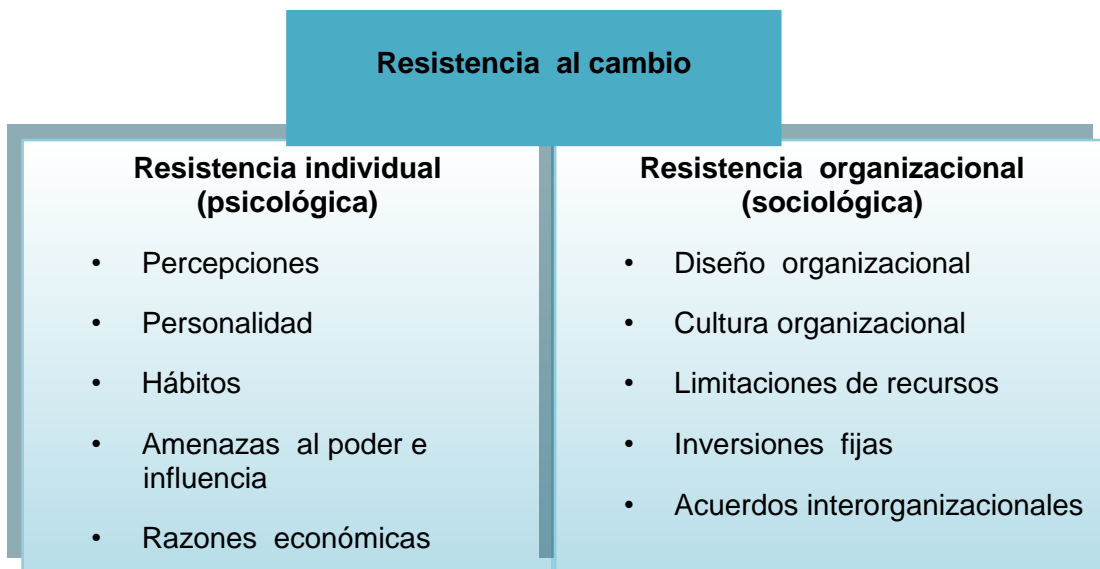 Resistencia al cambio
Resistencia individual
(psicológica)
• Percepciones
• Personalidad
• Hábitos
• Amenazas al poder e
influencia
• Razones económicas
Resistencia organizacional
(sociológica)
• Diseño organizacional
• Cultura organizacional
• Limitaciones de recursos
• Inversiones fijas
• Acuerdos interorganizacionales